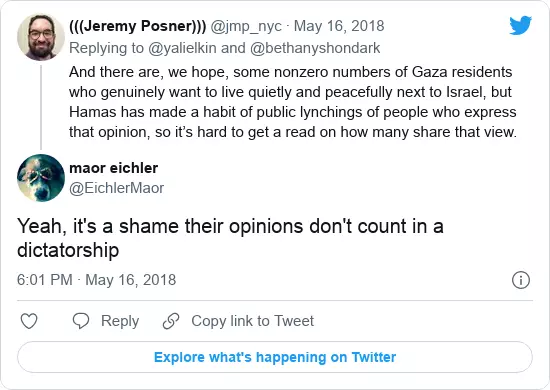 (((Jeremy Posner))) @jmp_nyc · May 16, 2018
Replying to @yalielkin and @bethanyshondark
And there are, we hope, some nonzero numbers of Gaza residents
who genuinely want to live quietly and peacefully next to Israel, but
Hamas has made a habit of public lynchings of people who express
that opinion, so it’s hard to get a read on how many share that view.
maor eichler
@EichlerMaor
Yeah, it's a shame their opinions don't count in a
dictatorship
6:01 PM · May 16, 2018
Reply Copy link to Tweet
Explore what's happening on Twitter